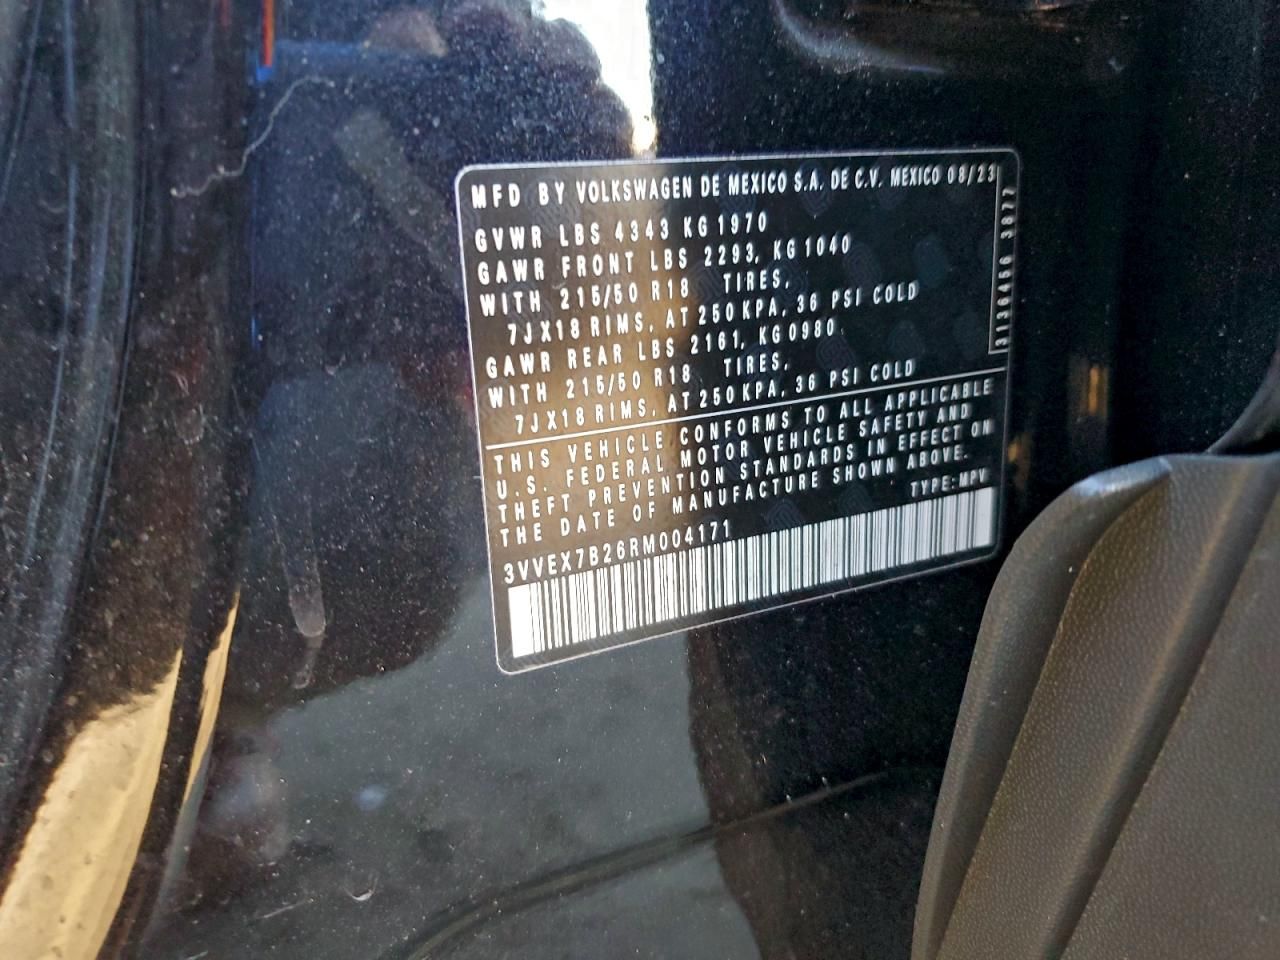 MFD BY VOLKSWAGEN DE MEXICO S.A. DE C.V. MEXICO 08/23
GVWR LBS 4343 KG 1970
GAWR FRONT LBS 2293, KG 1040
WITH 215/50 R18 TIRES,
7JX18 RIMS, AT 250 KPA, 36 PSI COLD
GAWR REAR LBS 2161, KG 0980
WITH 215/50 R18 TIRES,
7JX18 RIMS, AT 250 KPA, 36 PSI COLD
3136456 3877
THIS VEHICLE CONFORMS TO ALL APPLICABLE
U.S. FEDERAL MOTOR VEHICLE SAFETY AND
THEFT PREVENTION STANDARDS IN EFFECT ON
THE DATE OF MANUFACTURE SHOWN ABOVE.
TYPE: MPV
3VVEX7B26RM004171